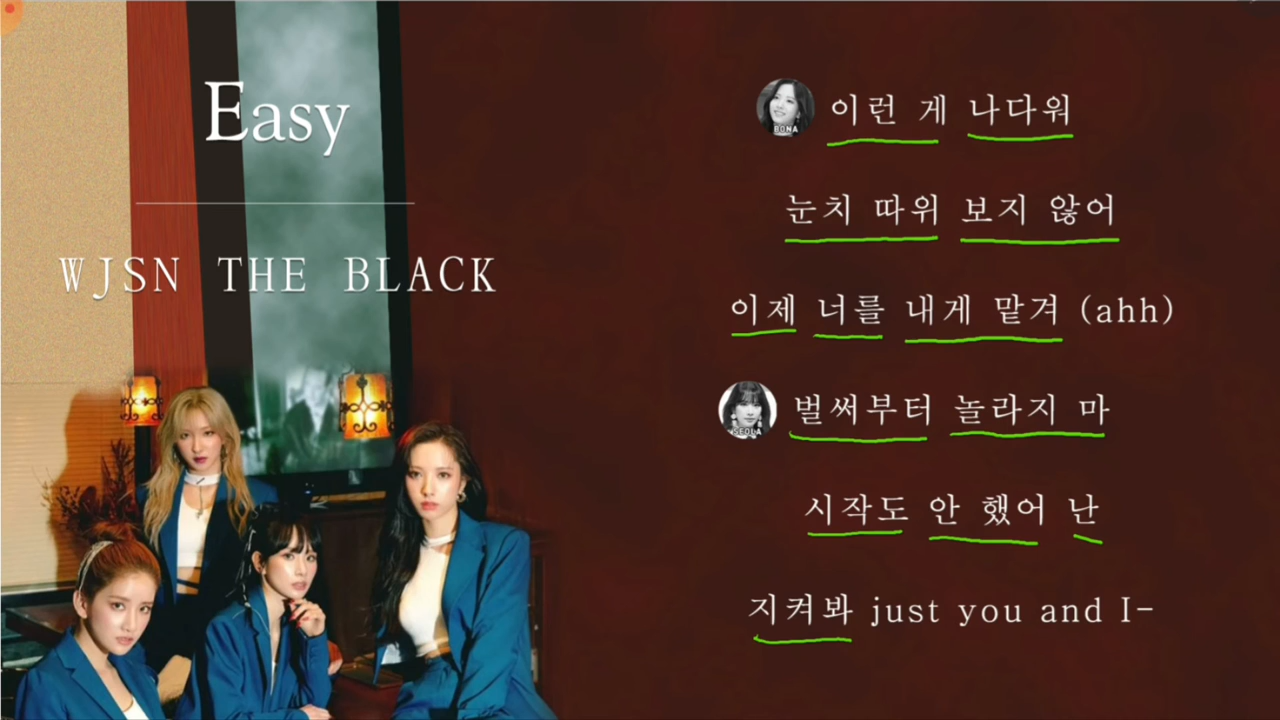 Easy
WJSN THE BLACK
BONA
이런 게 나다워
눈치 따위 보지 않어
이제 너를 내게 맡겨 (ahh)
SEOLA
벌써부터 놀라지 마
시작도 안 했어 난
지켜봐 just you and I-